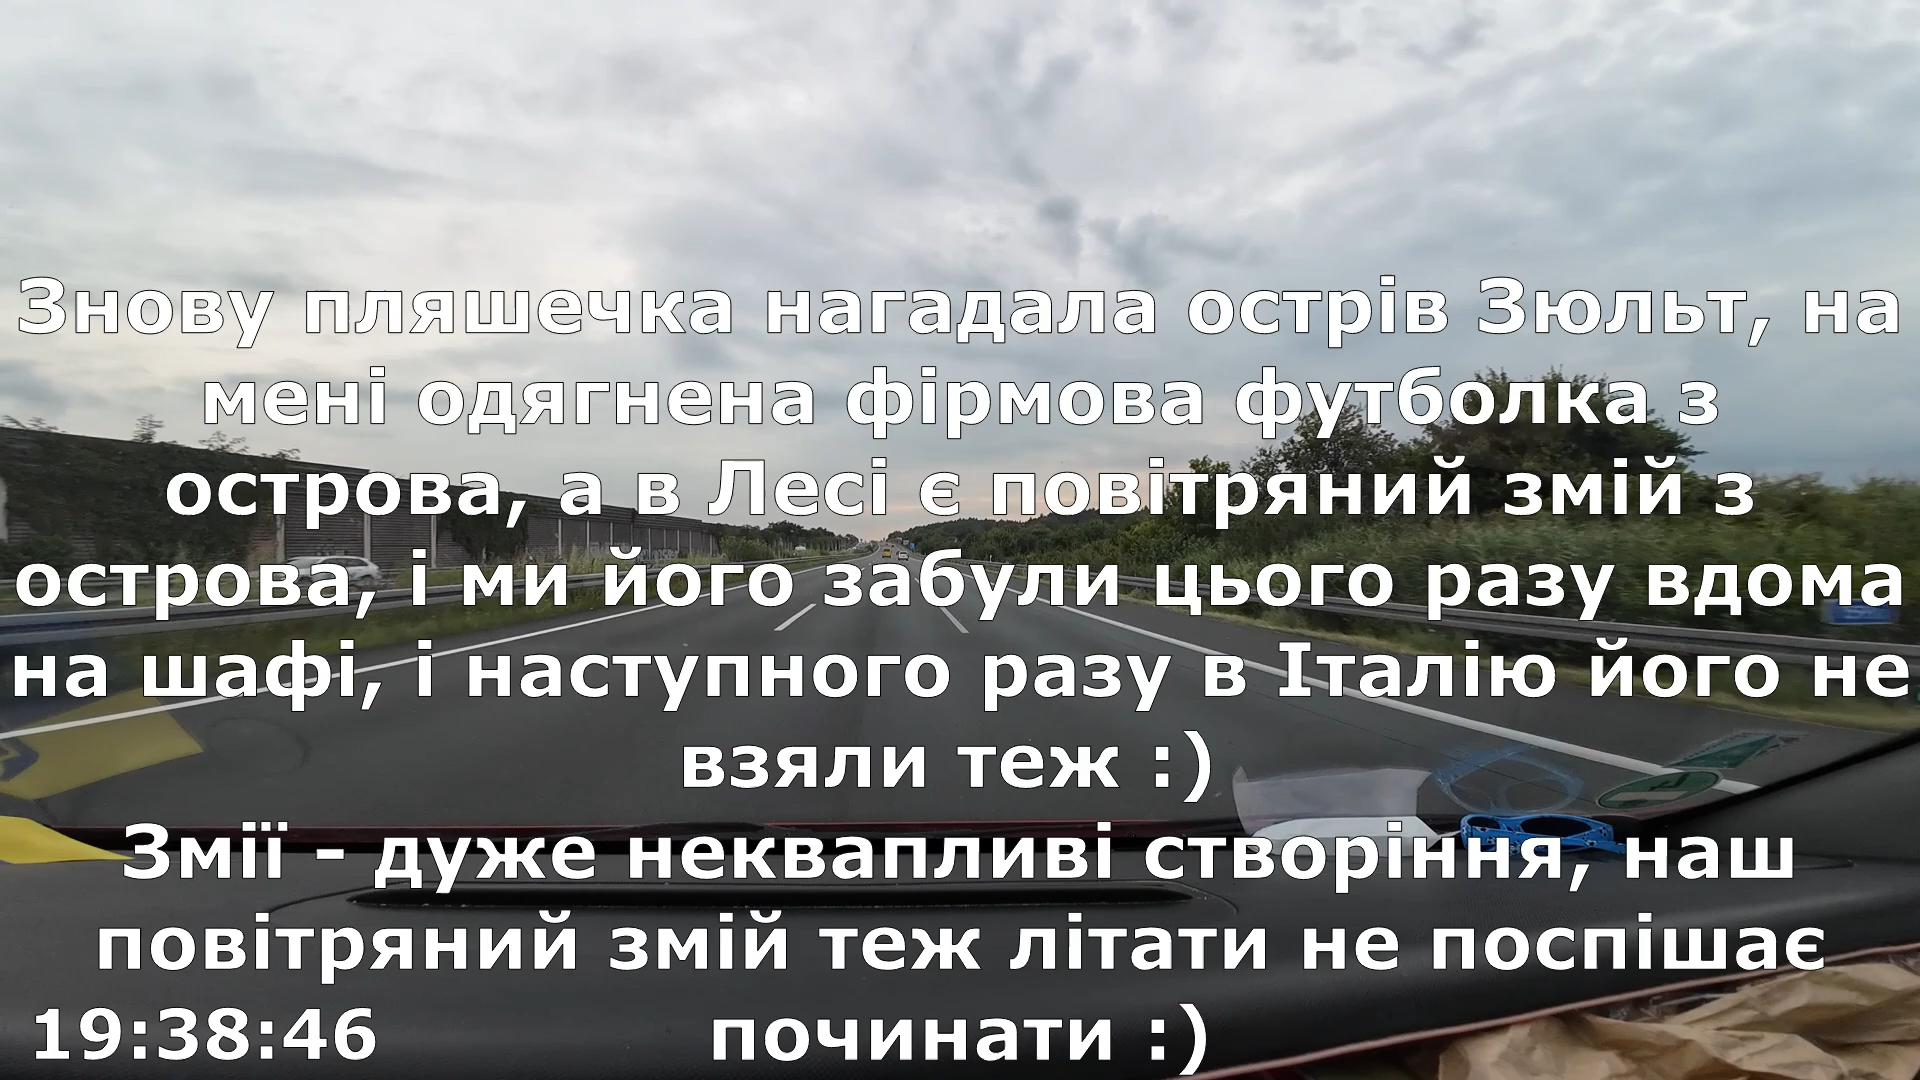 Знову пляшечка нагадала острів Зюльт, на
мені одягнена фірмова футболка з
острова, а в Лесі є повітряний змій з
острова, і ми його забули цього разу вдома
на шафі, і наступного разу в Італію його не
взяли теж :)
Змії - дуже неквапливі створіння, наш
повітряний змій теж літати не поспішає
починати :)
19:38:46